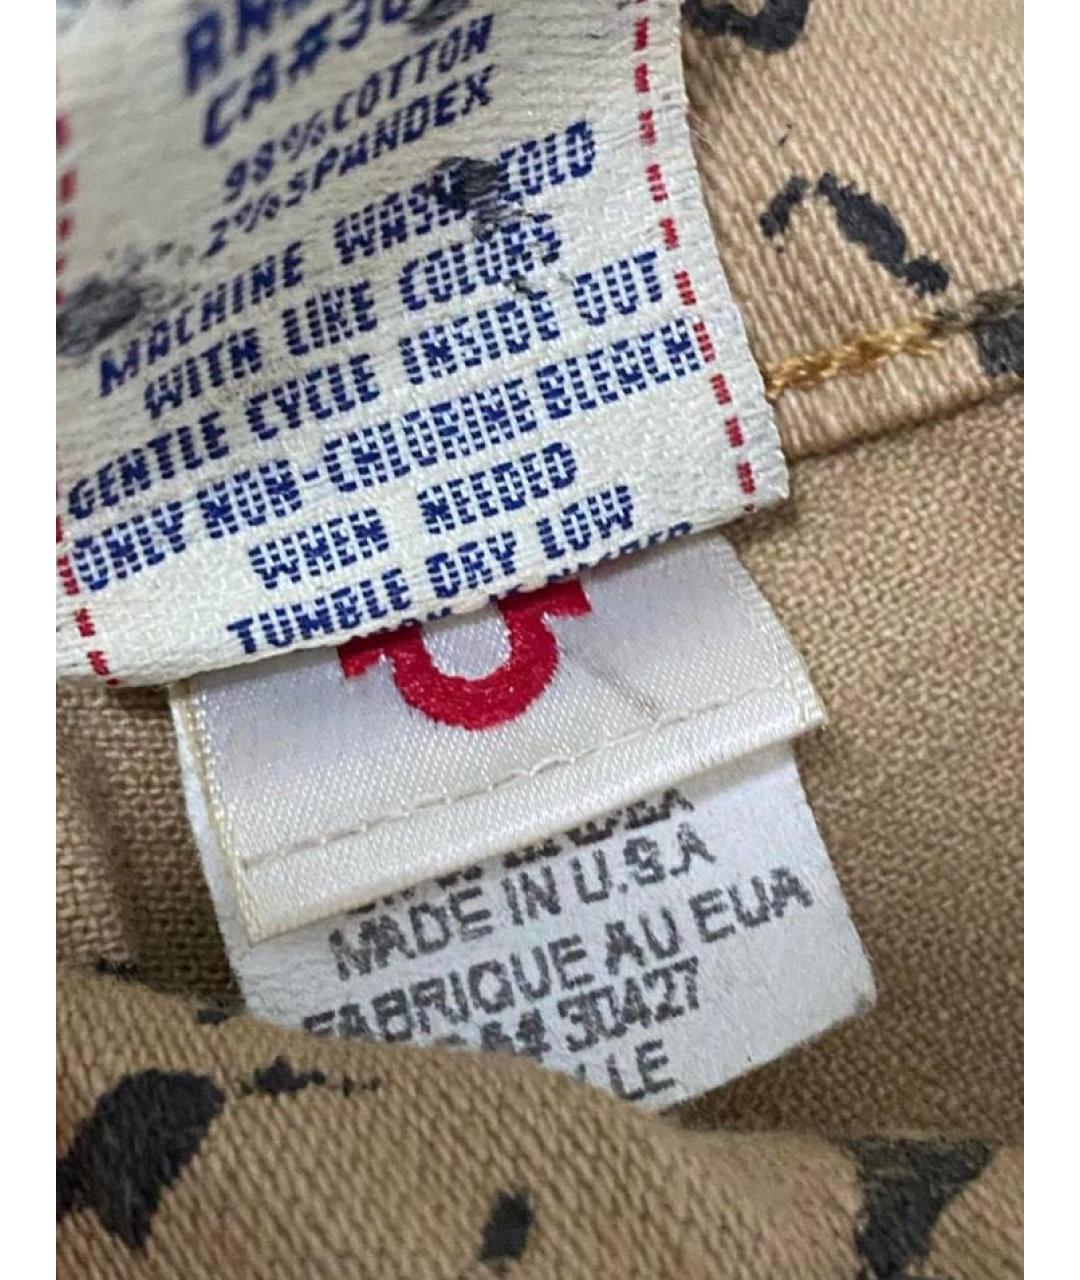 CA#30
98%COTTON
2%SPANDEX
MACHINE WASH COLD
WITH LIKE COLORS
GENTLE CYCLE INSIDE OUT
ONLY NON-CHLORINE BLEACH
WHEN NEEDED
TUMBLE DRY LOW
MADE IN U.S.A
FABRIQUE AU EUA
CA# 30427